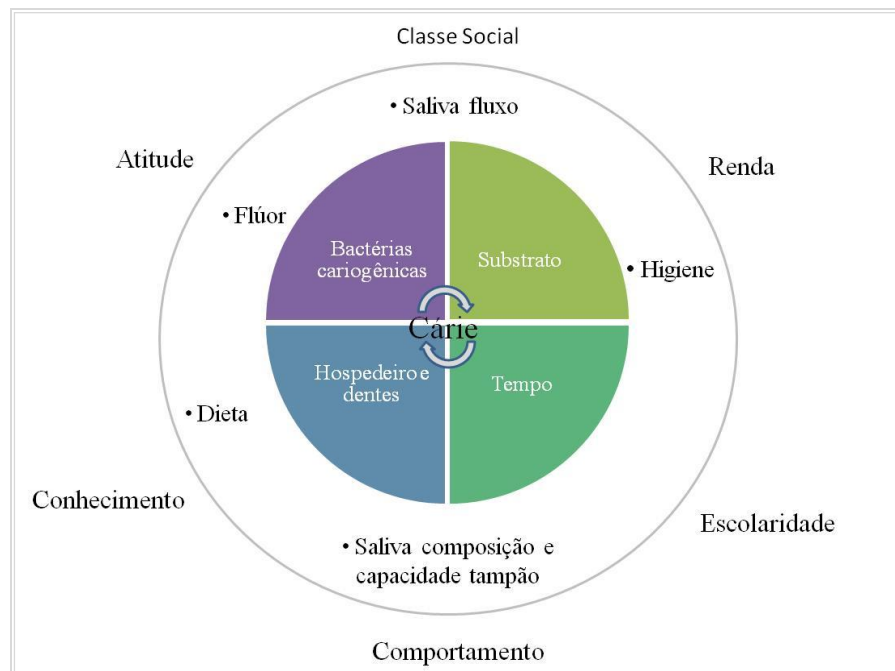 Classe Social
• Saliva fluxo
Atitude
Renda
• Flúor
Bactérias
cariogênicas
Substrato
• Higiene
Cárie
Hospedeiro e
dentes
Tempo
• Dieta
Conhecimento
Escolaridade
• Saliva composição e
capacidade tampão
Comportamento